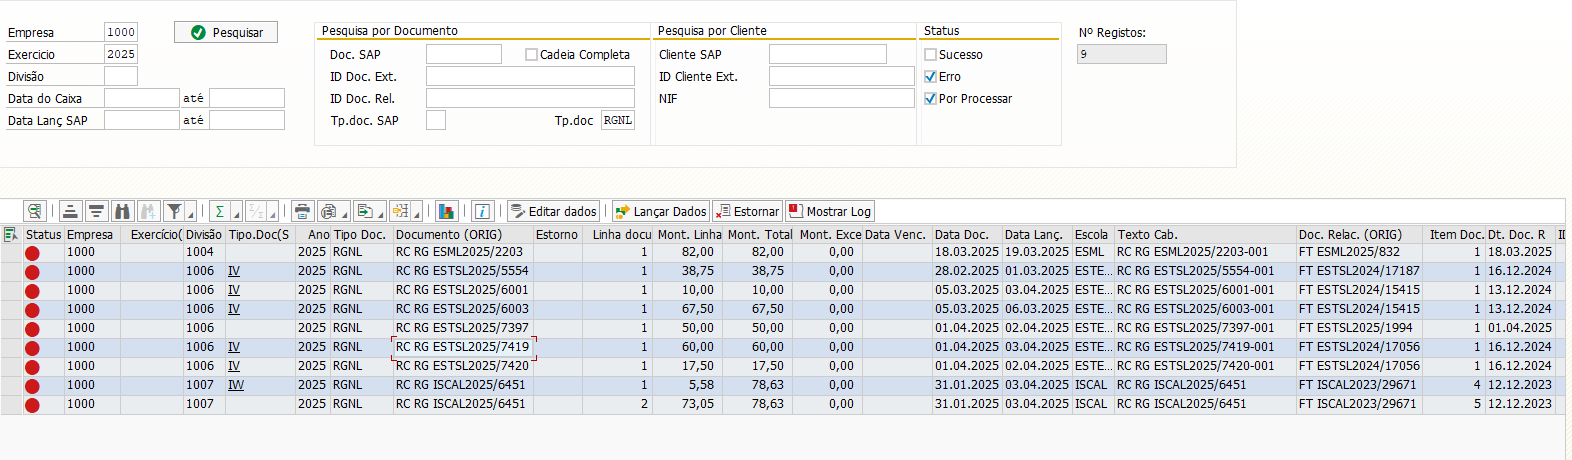 Empresa 1000 Pesquisar
Exercicio 2025
Divisão
Data do Caixa até
Data Lanç SAP até
Pesquisa por Documento
Doc. SAP Cadeia Completa
ID Doc. Ext.
ID Doc. Rel.
Tp.doc. SAP Tp.doc RGNL
Pesquisa por Cliente
Cliente SAP
ID Cliente Ext.
NIF
Status
Sucesso
Erro
Por Processar
Nº Registos:
9
Editar dados Lançar Dados Estornar Mostrar Log
Status Empresa Exercício( Divisão Tipo.Doc(S Ano Tipo Doc. Documento (ORIG) Estorno Linha docu Mont. Linha Mont. Total Mont. Exce Data Venc. Data Doc. Data Lanç. Escola Texto Cab. Doc. Relac. (ORIG) Item Doc. Dt. Doc. R
1000 1004 2025 RGNL RC RG ESML2025/2203 1 82,00 82,00 0,00 18.03.2025 19.03.2025 ESML RC RG ESML2025/2203-001 FT ESML2025/832 1 18.03.2025
1000 1006 IV 2025 RGNL RC RG ESTSL2025/5554 1 38,75 38,75 0,00 28.02.2025 01.03.2025 ESTE... RC RG ESTSL2025/5554-001 FT ESTSL2024/17187 1 16.12.2024
1000 1006 IV 2025 RGNL RC RG ESTSL2025/6001 1 10,00 10,00 0,00 05.03.2025 03.04.2025 ESTE... RC RG ESTSL2025/6001-001 FT ESTSL2024/15415 1 13.12.2024
1000 1006 IV 2025 RGNL RC RG ESTSL2025/6003 1 67,50 67,50 0,00 05.03.2025 06.03.2025 ESTE... RC RG ESTSL2025/6003-001 FT ESTSL2024/15415 1 13.12.2024
1000 1006 2025 RGNL RC RG ESTSL2025/7397 1 50,00 50,00 0,00 01.04.2025 02.04.2025 ESTE... RC RG ESTSL2025/7397-001 FT ESTSL2025/1994 1 01.04.2025
1000 1006 IV 2025 RGNL RC RG ESTSL2025/7419 1 60,00 60,00 0,00 01.04.2025 03.04.2025 ESTE... RC RG ESTSL2025/7419-001 FT ESTSL2024/17056 1 16.12.2024
1000 1006 IV 2025 RGNL RC RG ESTSL2025/7420 1 17,50 17,50 0,00 01.04.2025 03.04.2025 ESTE... RC RG ESTSL2025/7420-001 FT ESTSL2024/17056 1 16.12.2024
1000 1007 IW 2025 RGNL RC RG ISCAL2025/6451 1 5,58 78,63 0,00 31.01.2025 03.04.2025 ISCAL RC RG ISCAL2025/6451 FT ISCAL2023/29671 4 12.12.2023
1000 1007 2025 RGNL RC RG ISCAL2025/6451 2 73,05 78,63 0,00 31.01.2025 03.04.2025 ISCAL RC RG ISCAL2025/6451 FT ISCAL2023/29671 5 12.12.2023